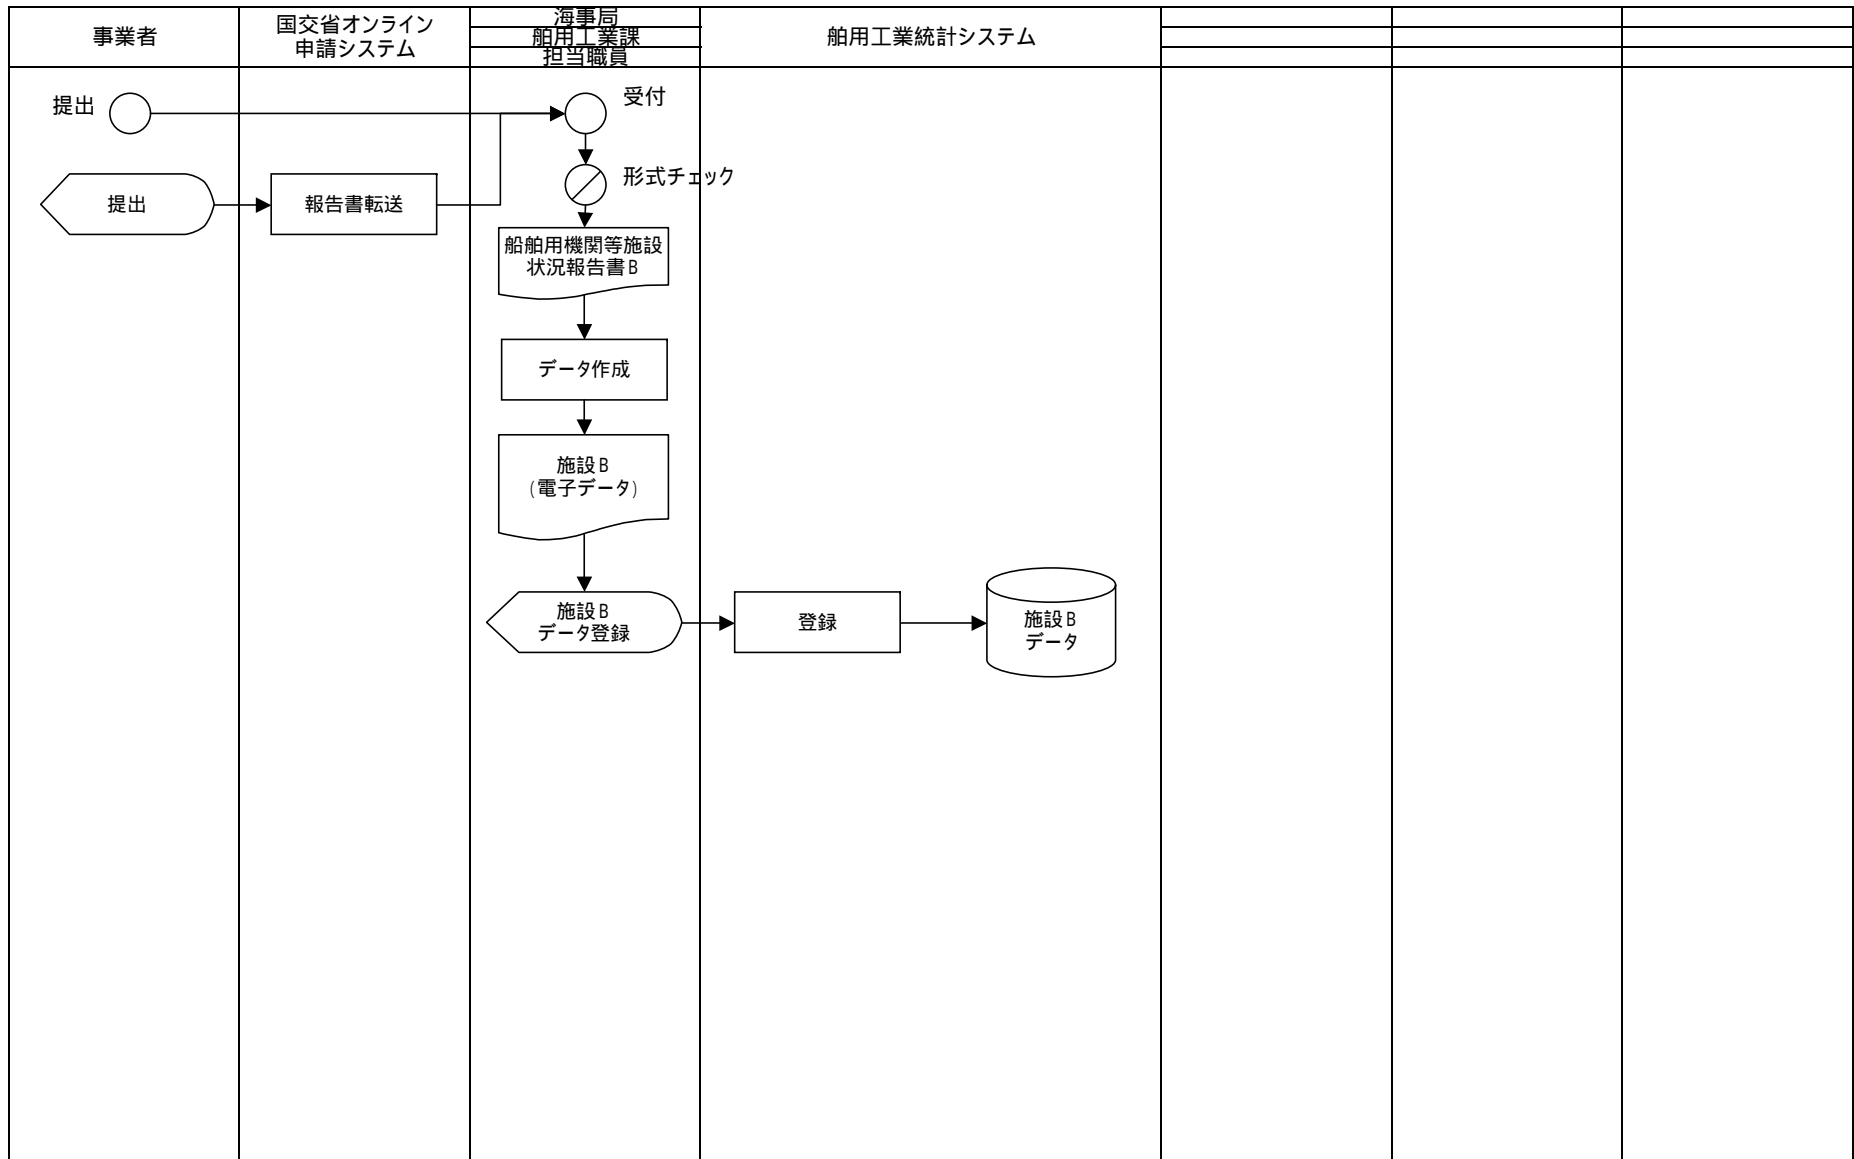 事業者
国交省オンライン
申請システム
海事局
舶用工業課
担当職員
舶用工業統計システム
提出
受付
形式チェック
提出
報告書転送
船舶用機関等施設
状況報告書B
データ作成
施設B
(電子データ)
施設B
データ登録
登録
施設B
データ